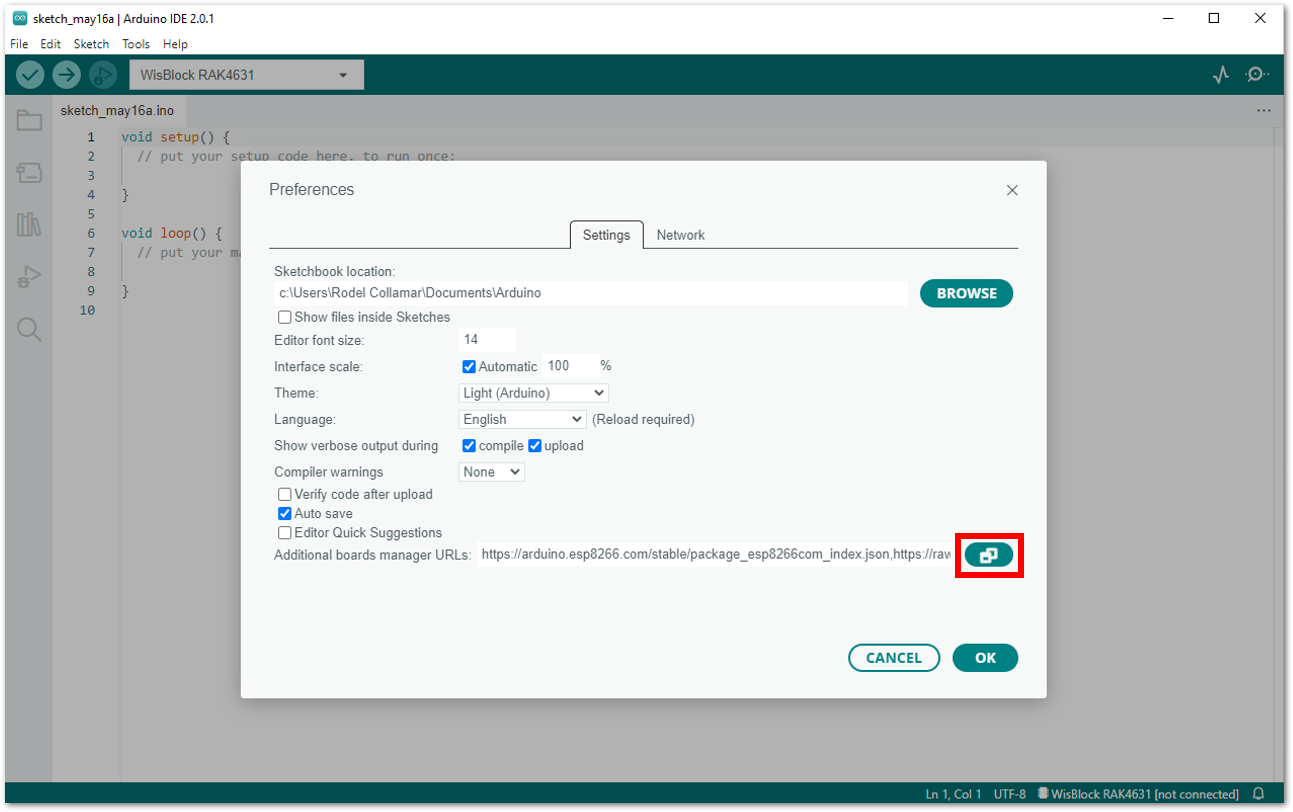 sketch_may16a | Arduino IDE 2.0.1
File Edit Sketch Tools Help
WisBlock RAK4631
sketch_may16a.ino
1 void setup() {
2 // put your setup code here, to run once:
3
4 }
5
6 void loop() {
7 // put your
8
9 }
10
Preferences
Settings Network
Sketchbook location:
c:\Users\Rodel Collamar\Documents\Arduino
BROWSE
Show files inside Sketches
Editor font size: 14
Interface scale: Automatic 100 %
Theme: Light (Arduino)
Language: English (Reload required)
Show verbose output during compile upload
Compiler warnings None
Verify code after upload
Auto save
Editor Quick Suggestions
Additional boards manager URLs: https://arduino.esp8266.com/stable/package_esp8266com_index.json,https://raw
CANCEL OK
Ln 1, Col 1 UTF-8 WisBlock RAK4631 [not connected]